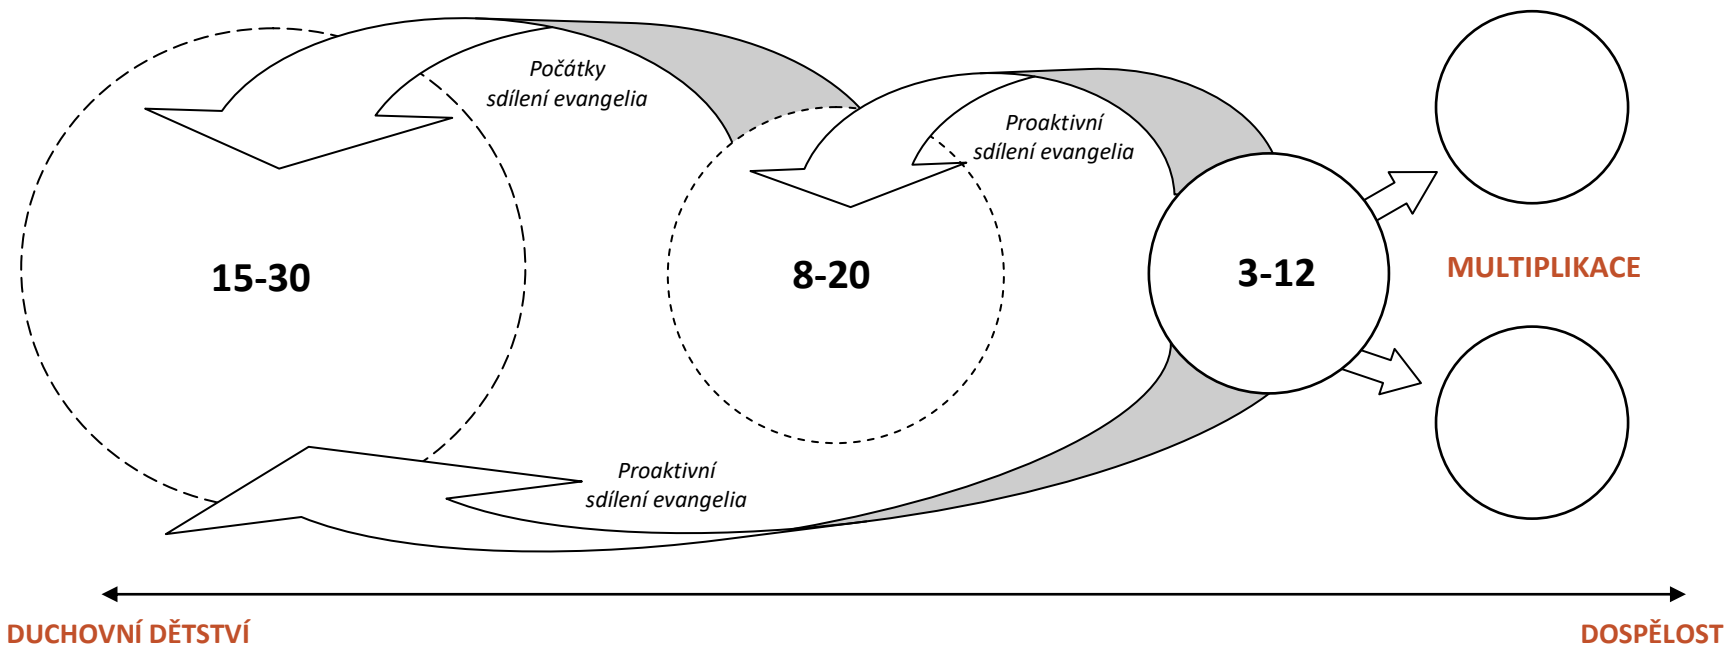 Počátky
sdílení evangelia
Proaktivní
sdílení evangelia
15-30
8-20
3-12
MULTIPLIKACE
Proaktivní
sdílení evangelia
DUCHOVNÍ DĚTSTVÍ
DOSPĚLOST